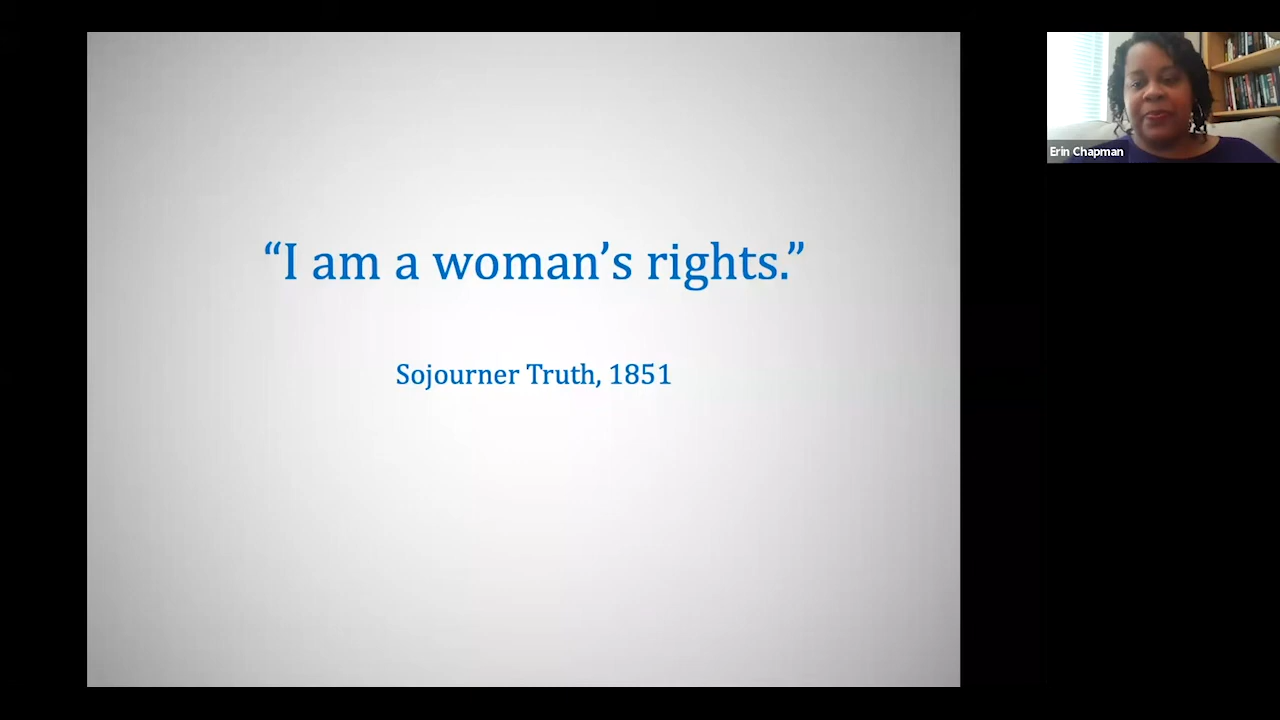 “I am a woman’s rights.”
Sojourner Truth, 1851
Erin Chapman